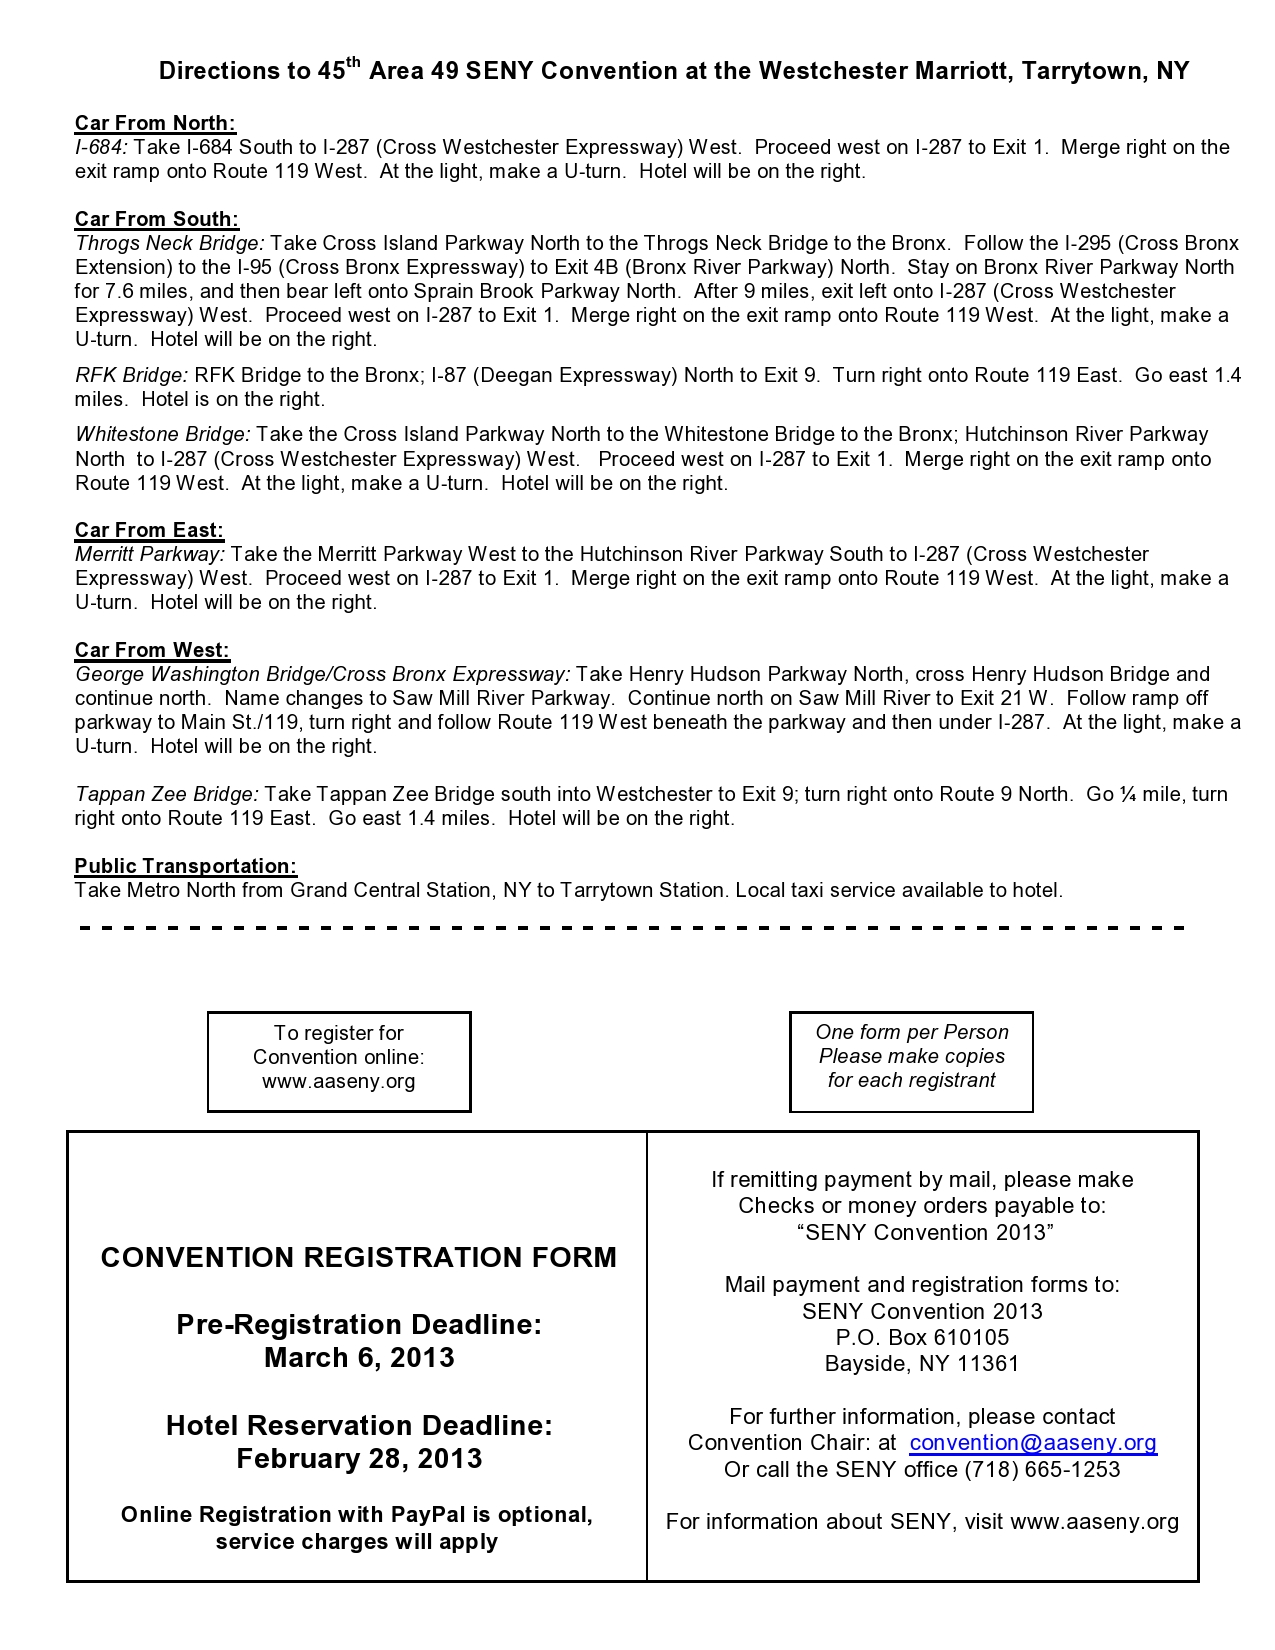 Directions to 45th Area 49 SENY Convention at the Westchester Marriott, Tarrytown, NY
Car From North:
I-684: Take I-684 South to I-287 (Cross Westchester Expressway) West. Proceed west on I-287 to Exit 1. Merge right on the
exit ramp onto Route 119 West. At the light, make a U-turn. Hotel will be on the right.
Car From South:
Throgs Neck Bridge: Take Cross Island Parkway North to the Throgs Neck Bridge to the Bronx. Follow the I-295 (Cross Bronx
Extension) to the I-95 (Cross Bronx Expressway) to Exit 4B (Bronx River Parkway) North. Stay on Bronx River Parkway North
for 7.6 miles, and then bear left onto Sprain Brook Parkway North. After 9 miles, exit left onto I-287 (Cross Westchester
Expressway) West. Proceed west on I-287 to Exit 1. Merge right on the exit ramp onto Route 119 West. At the light, make a
U-turn. Hotel will be on the right.
RFK Bridge: RFK Bridge to the Bronx; I-87 (Deegan Expressway) North to Exit 9. Turn right onto Route 119 East. Go east 1.4
miles. Hotel is on the right.
Whitestone Bridge: Take the Cross Island Parkway North to the Whitestone Bridge to the Bronx; Hutchinson River Parkway
North to I-287 (Cross Westchester Expressway) West. Proceed west on I-287 to Exit 1. Merge right on the exit ramp onto
Route 119 West. At the light, make a U-turn. Hotel will be on the right.
Car From East:
Merritt Parkway: Take the Merritt Parkway West to the Hutchinson River Parkway South to I-287 (Cross Westchester
Expressway) West. Proceed west on I-287 to Exit 1. Merge right on the exit ramp onto Route 119 West. At the light, make a
U-turn. Hotel will be on the right.
Car From West:
George Washington Bridge/Cross Bronx Expressway: Take Henry Hudson Parkway North, cross Henry Hudson Bridge and
continue north. Name changes to Saw Mill River Parkway. Continue north on Saw Mill River to Exit 21 W. Follow ramp off
parkway to Main St./119, turn right and follow Route 119 West beneath the parkway and then under I-287. At the light, make a
U-turn. Hotel will be on the right.
Tappan Zee Bridge: Take Tappan Zee Bridge south into Westchester to Exit 9; turn right onto Route 9 North. Go ¼ mile, turn
right onto Route 119 East. Go east 1.4 miles. Hotel will be on the right.
Public Transportation:
Take Metro North from Grand Central Station, NY to Tarrytown Station. Local taxi service available to hotel.
To register for
Convention online:
www.aaseny.org
One form per Person
Please make copies
for each registrant
CONVENTION REGISTRATION FORM
Pre-Registration Deadline:
March 6, 2013
Hotel Reservation Deadline:
February 28, 2013
Online Registration with PayPal is optional,
service charges will apply
If remitting payment by mail, please make
Checks or money orders payable to:
“SENY Convention 2013”
Mail payment and registration forms to:
SENY Convention 2013
P.O. Box 610105
Bayside, NY 11361
For further information, please contact
Convention Chair: at convention@aaseny.org
Or call the SENY office (718) 665-1253
For information about SENY, visit www.aaseny.org